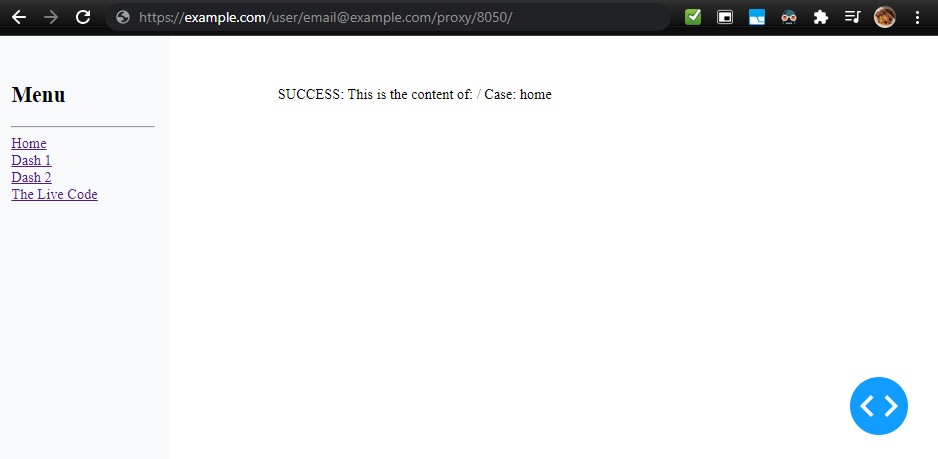 https://example.com/user/email@example.com/proxy/8050/
Menu
SUCCESS: This is the content of: / Case: home
Home
Dash 1
Dash 2
The Live Code